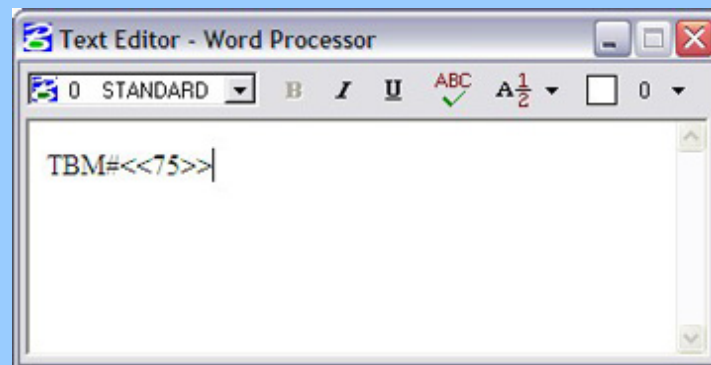 Text Editor - Word Processor
0 STANDARD B I U ABC A1/2 0
TBM#<<75>>